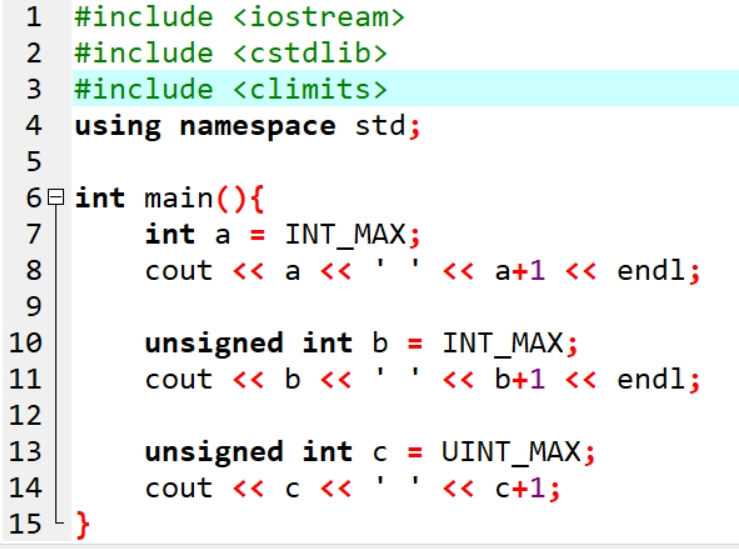 1 #include <iostream>
2 #include <cstdlib>
3 #include <climits>
4 using namespace std;
5
6 int main(){
7     int a = INT_MAX;
8     cout << a << ' ' << a+1 << endl;
9
10     unsigned int b = INT_MAX;
11     cout << b << ' ' << b+1 << endl;
12
13     unsigned int c = UINT_MAX;
14     cout << c << ' ' << c+1;
15 }